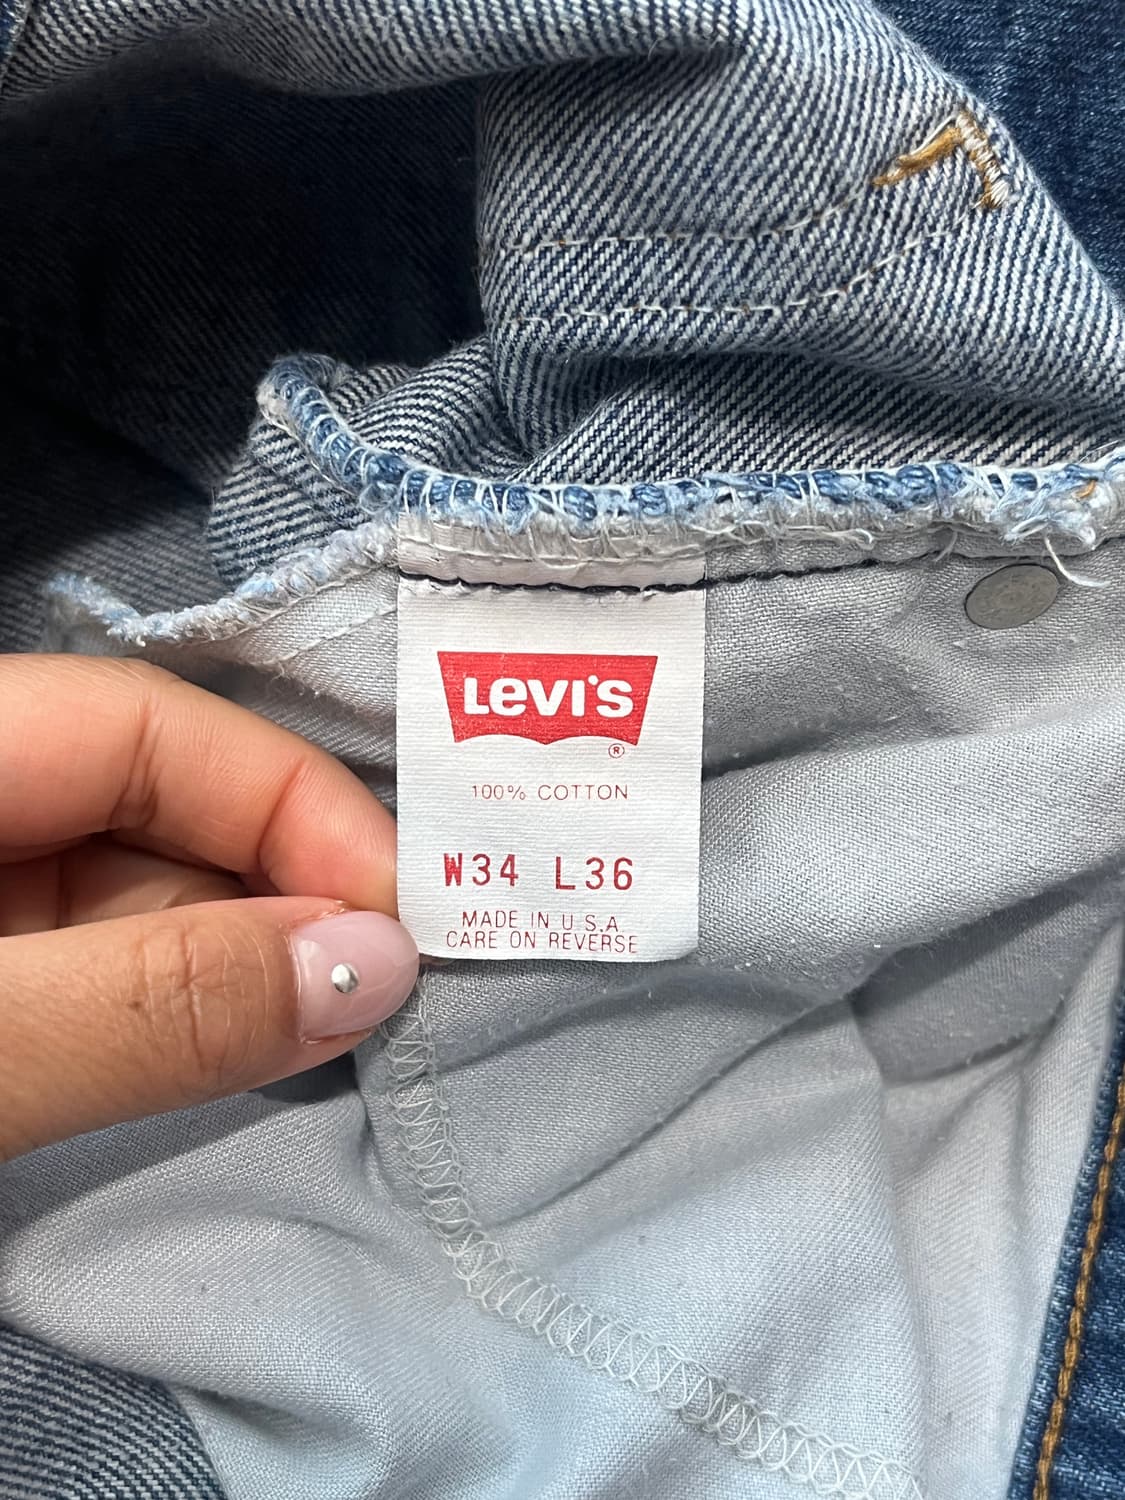 Levi's
®
100% COTTON
W34 L36
MADE IN U.S.A
CARE ON REVERSE